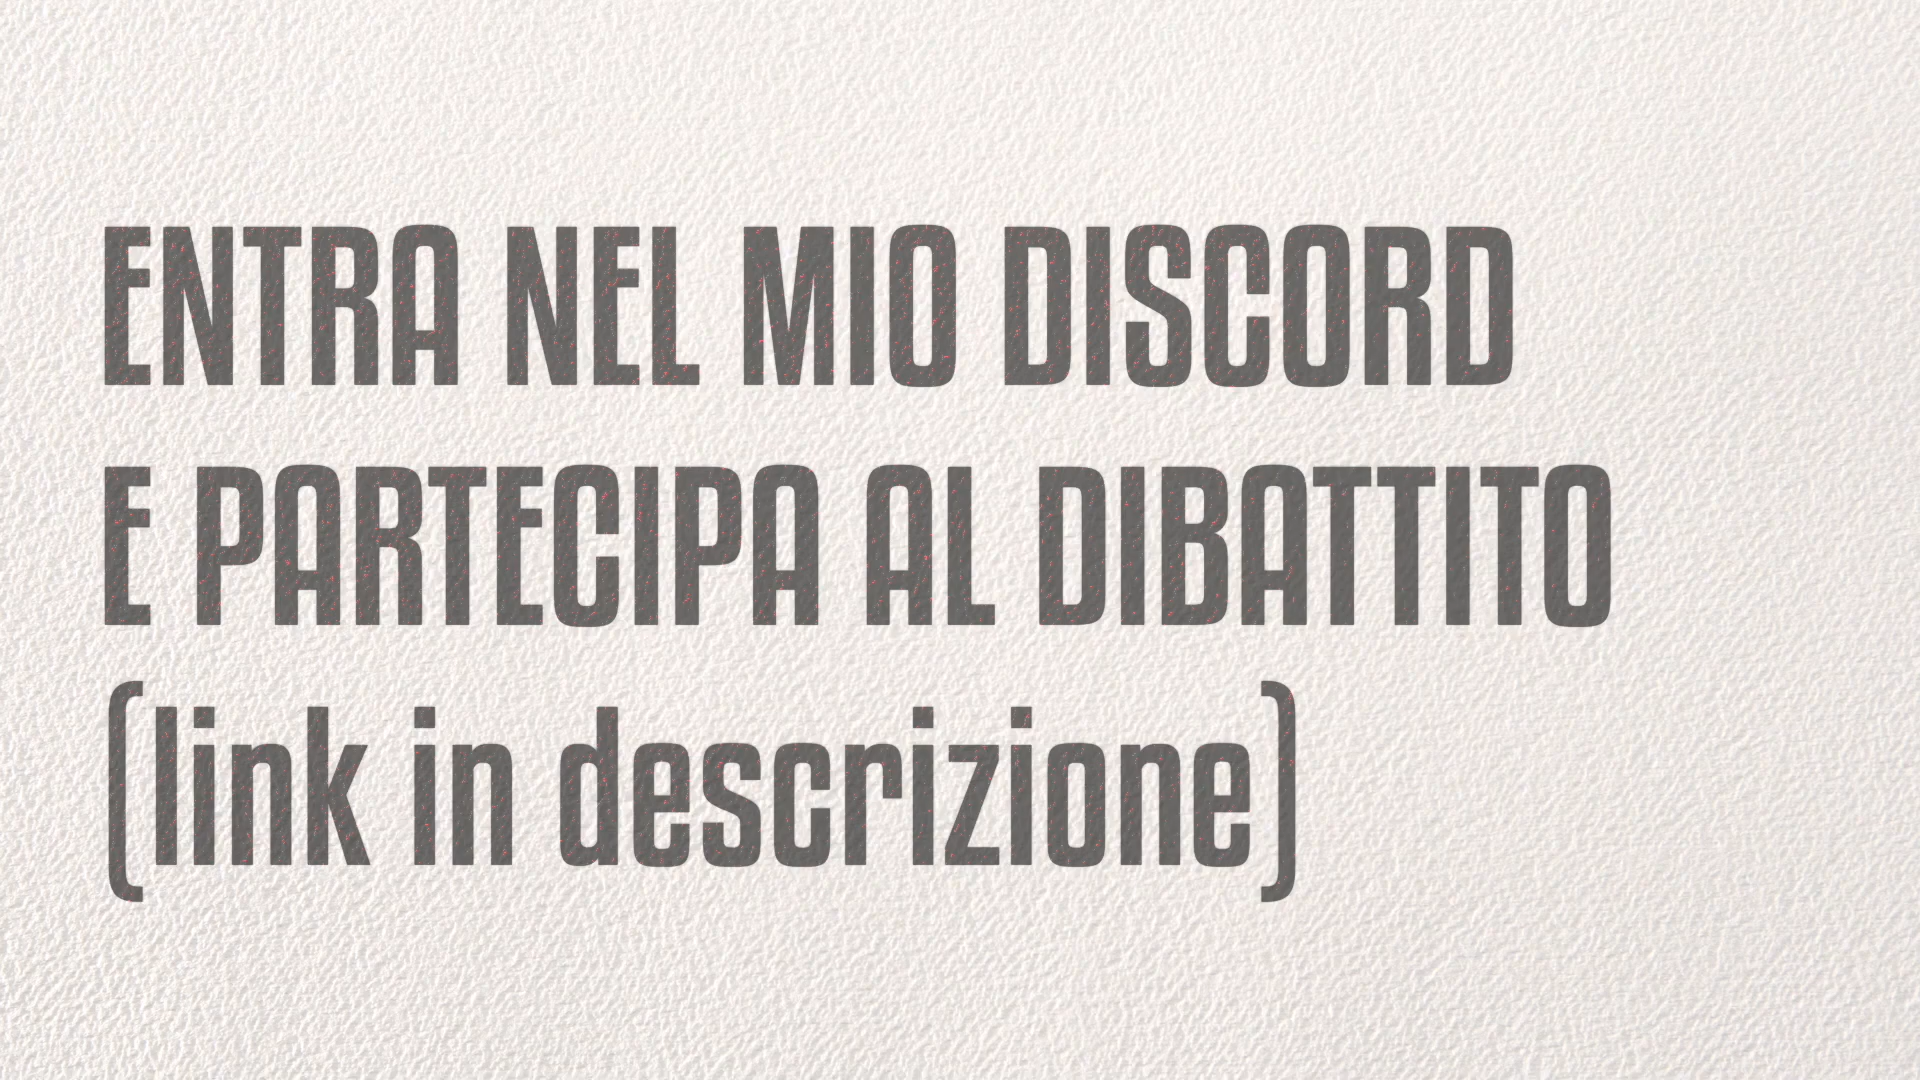 ENTRA NEL MIO DISCORD
E PARTECIPA AL DIBATTITO
(link in descrizione)